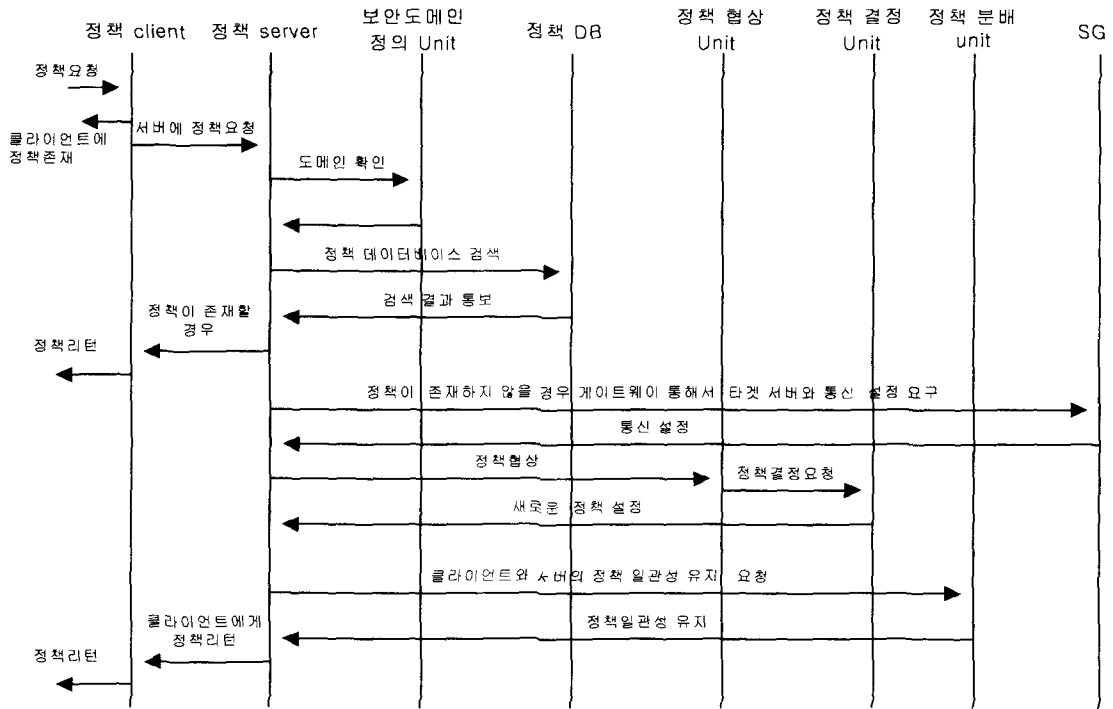 정책 client
정책 server
보안도메인
정의 Unit
정책 DB
정책 협상
Unit
정책 결정
Unit
정책 분배
unit
SG
정책요청
클라이언트에
정책존재
서버에 정책요청
도메인 확인
정책 데이터베이스 검색
검색 결과 통보
정책이 존재할
경우
정책리턴
정책이 존재하지 않을 경우 게이트웨이 통해서 타겟 서버와 통신 설정 요구
통신 설정
정책협상
정책결정요청
새로운 정책 설정
클라이언트와 서버의 정책 일관성 유지 요청
정책일관성 유지
클라이언트에게
정책리턴
정책리턴